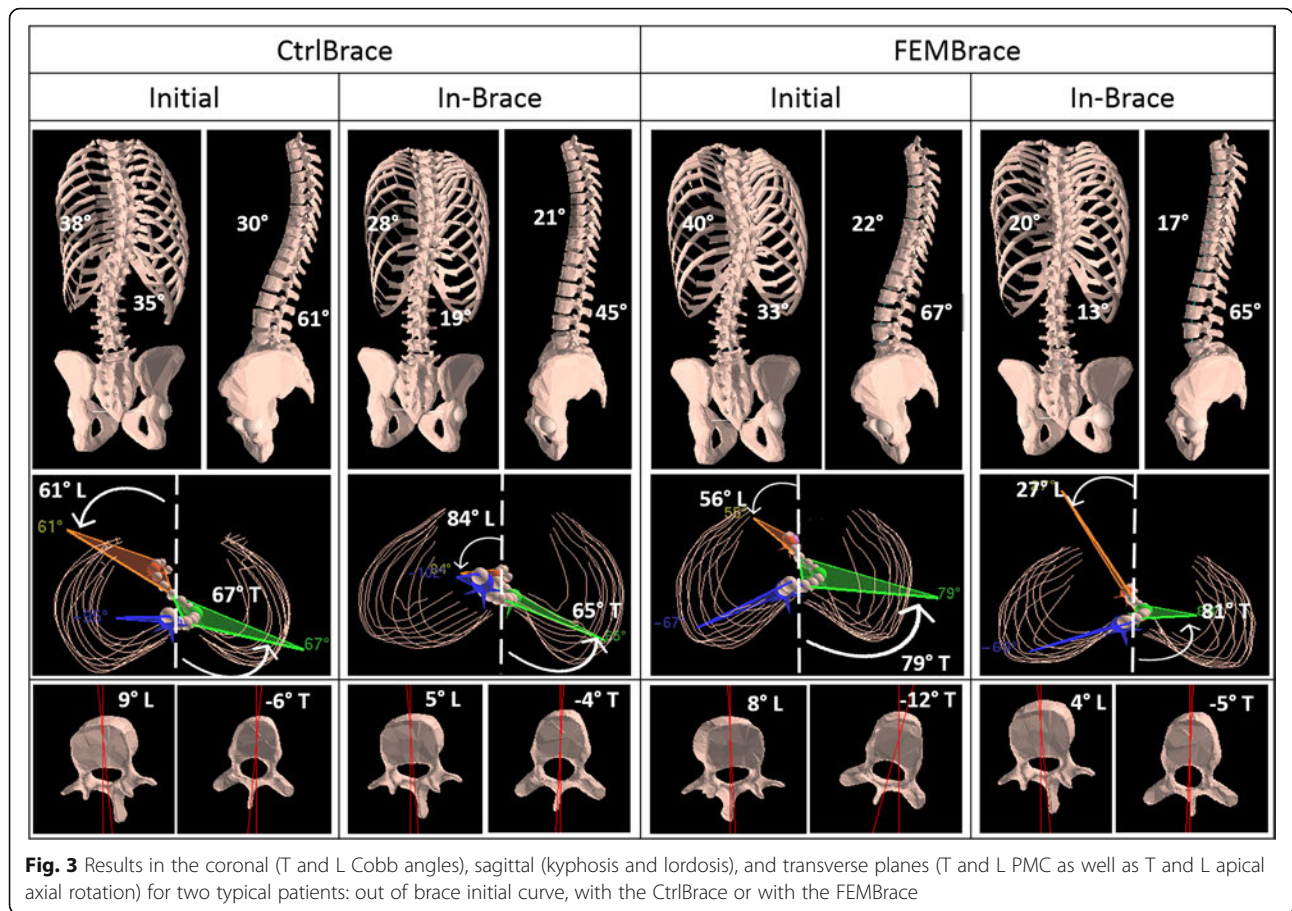 CtrlBrace FEMBrace
Initial In-Brace Initial In-Brace
38° 30° 28° 21° 40° 22° 20° 17°
35° 61° 19° 45° 33° 67° 13° 65°
61° L 84° L 56° L 27° L
61°
67° T 65° T 79° T 81° T
67° 79° -67°
9° L -6° T 5° L -4° T 8° L -12° T 4° L -5° T
Fig. 3 Results in the coronal (T and L Cobb angles), sagittal (kyphosis and lordosis), and transverse planes (T and L PMC as well as T and L apical
axial rotation) for two typical patients: out of brace initial curve, with the CtrlBrace or with the FEMBrace